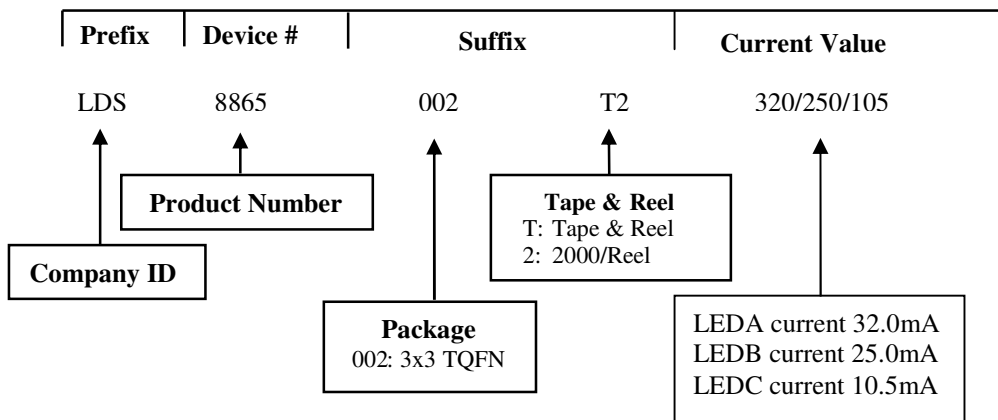 Prefix Device # Suffix Current Value
LDS 8865 002 T2 320/250/105
Product Number
Tape & Reel
T: Tape & Reel
2: 2000/Reel
Company ID
Package
002: 3x3 TQFN
LEDA current 32.0mA
LEDB current 25.0mA
LEDC current 10.5mA